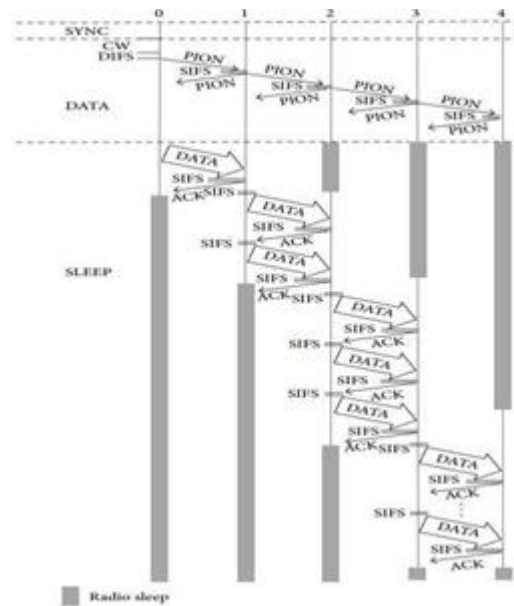 0 1 2 3 4
SYNC
CW
DIFS
PION
SIFS PION
PION SIFS PION
PION SIFS PION
DATA
PION SIFS
PION
DATA
SIFS
ACK SIFS
DATA
SIFS
SIFS ACK
SLEEP
DATA
SIFS
ACK SIFS
DATA
SIFS
SIFS ACK
DATA
SIFS
SIFS ACK
DATA
SIFS
ACK SIFS
DATA
SIFS
ACK
SIFS
DATA
SIFS
ACK
Radio sleep